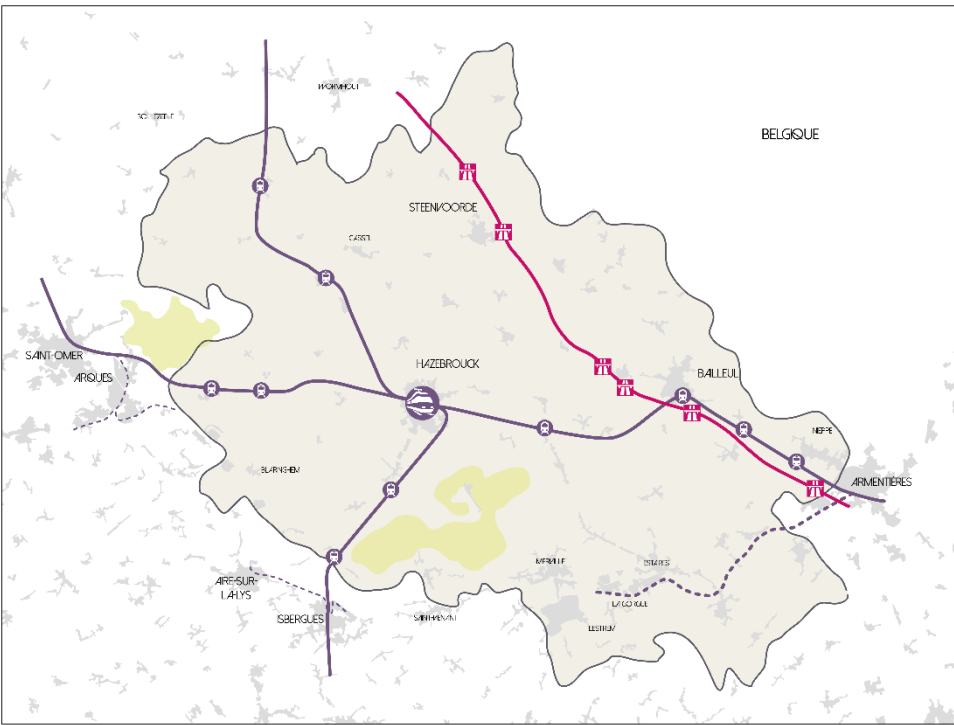 WORMHOUT
BELGIQUE
STEENVOORDE
CASSEL
SAINT-OMER
ARQUES
HAZEBROUCK
BAILLEUL
NIEPPE
BLARINGHEM
ARMENTIÈRES
AIRE-SUR-
LA-LYS
ISBERGUES
MERVILLE
ESTAIRES
LA GORGUE
SAINT-VENANT
LESTREM